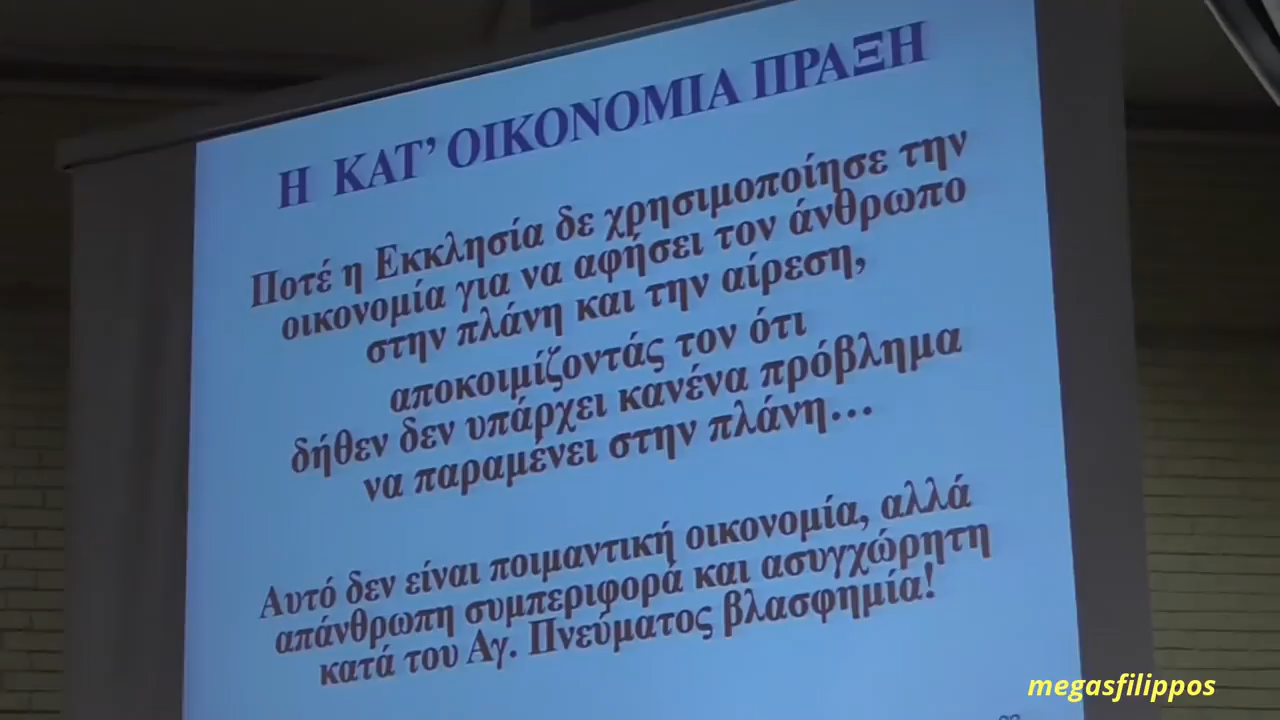 Η ΚΑΤ’ ΟΙΚΟΝΟΜΙΑ ΠΡΑΞΗ
Ποτέ η Εκκλησία δε χρησιμοποίησε την
οικονομία για να αφήσει τον άνθρωπο
στην πλάνη και την αίρεση,
αποκοιμίζοντάς τον ότι
δήθεν δεν υπάρχει κανένα πρόβλημα
να παραμένει στην πλάνη…
Αυτό δεν είναι ποιμαντική οικονομία, αλλά
απάνθρωπη συμπεριφορά και ασυγχώρητη
κατά του Αγ. Πνεύματος βλασφημία!
megasfilippos